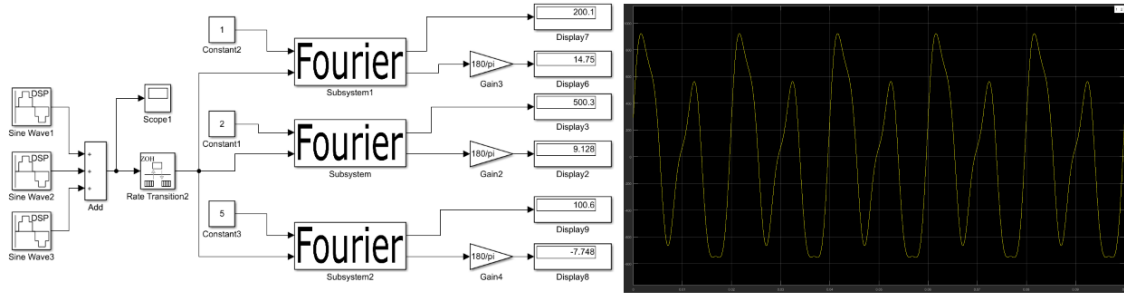 200.1
1
Display7
Constant2
Fourier
180/pi
14.75
Subsystem1
Gain3
Display6
DSP
Sine Wave1
Scope1
500.3
2
Display3
Constant1
Fourier
180/pi
9.128
Subsystem
Gain2
Display2
DSP
Sine Wave2
+
+
+
Add
ZOH
Rate Transition2
DSP
Sine Wave3
100.6
5
Display9
Constant3
Fourier
180/pi
-7.748
Subsystem2
Gain4
Display8